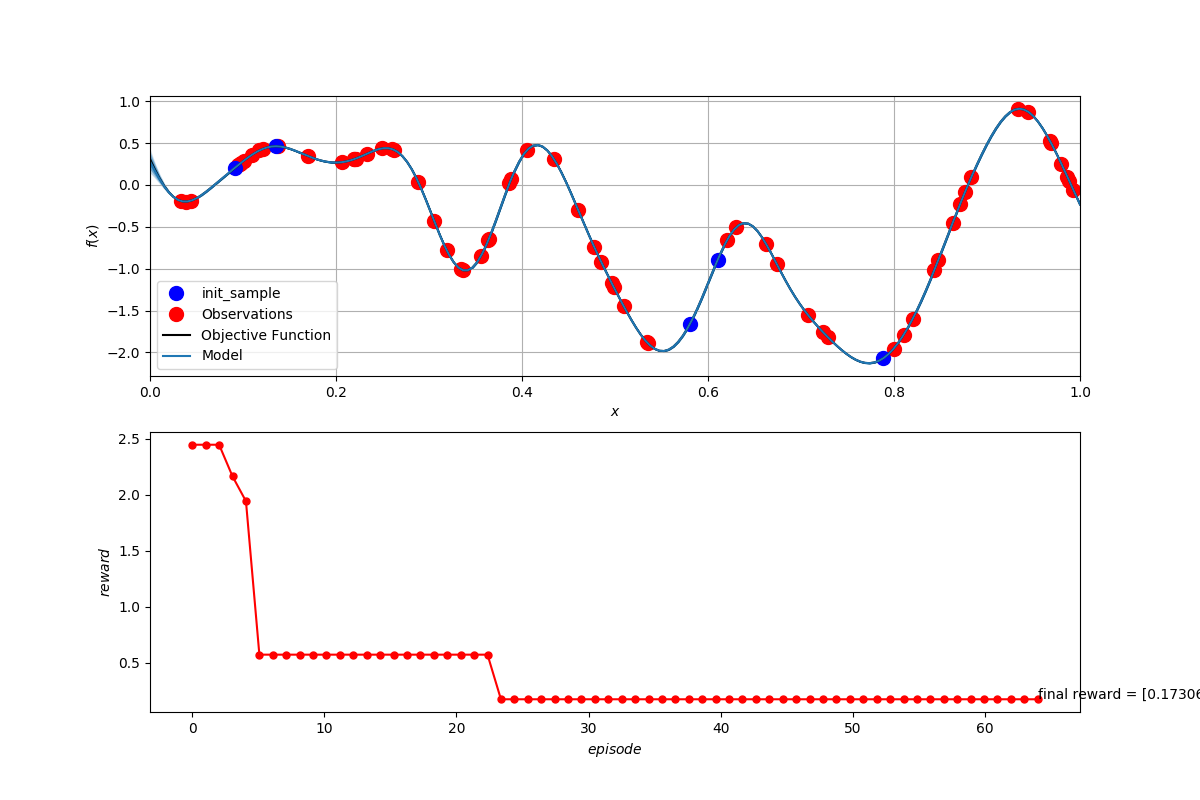 1.0
0.5
0.0
−0.5
−1.0
−1.5
−2.0
f(x)
init_sample
Observations
Objective Function
Model
0.0 0.2 0.4 0.6 0.8 1.0
x
2.5
2.0
1.5
1.0
0.5
reward
final reward = [0.17306
0 10 20 30 40 50 60
episode